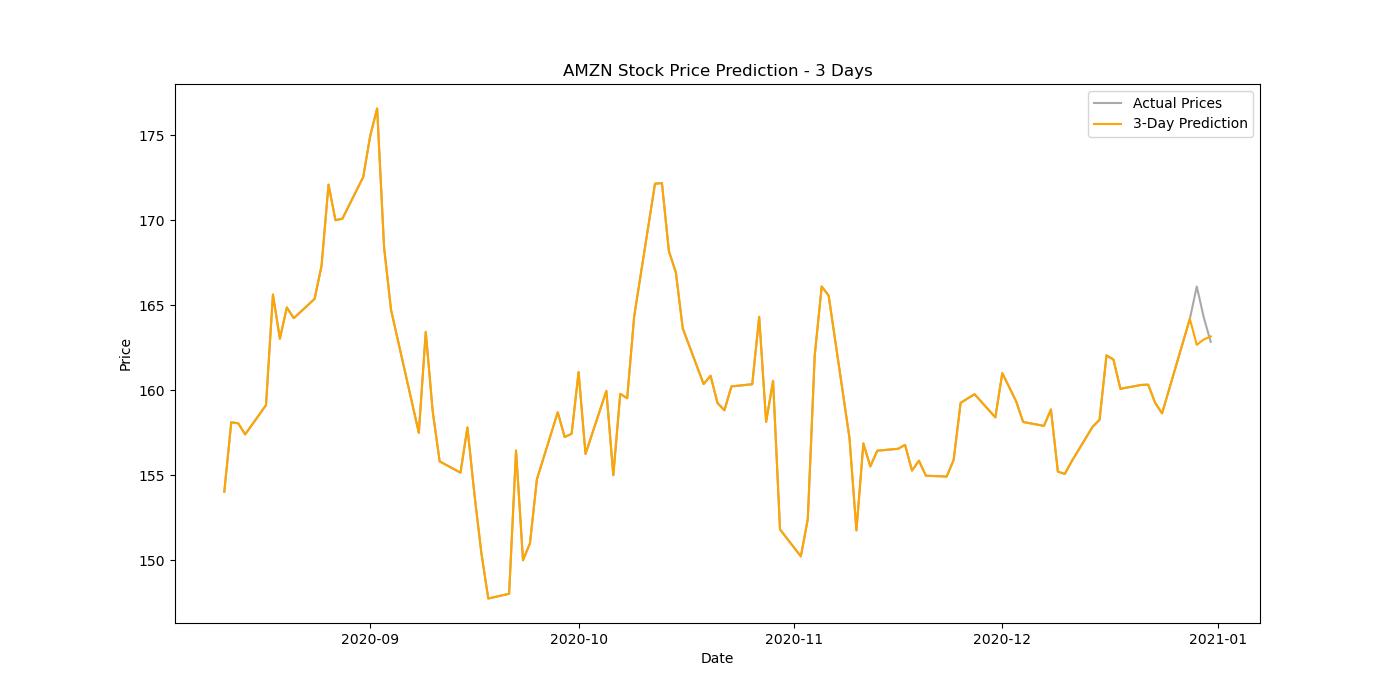 AMZN Stock Price Prediction - 3 Days
Actual Prices
3-Day Prediction
175
170
165
160
155
150
Price
2020-09
2020-10
2020-11
2020-12
2021-01
Date